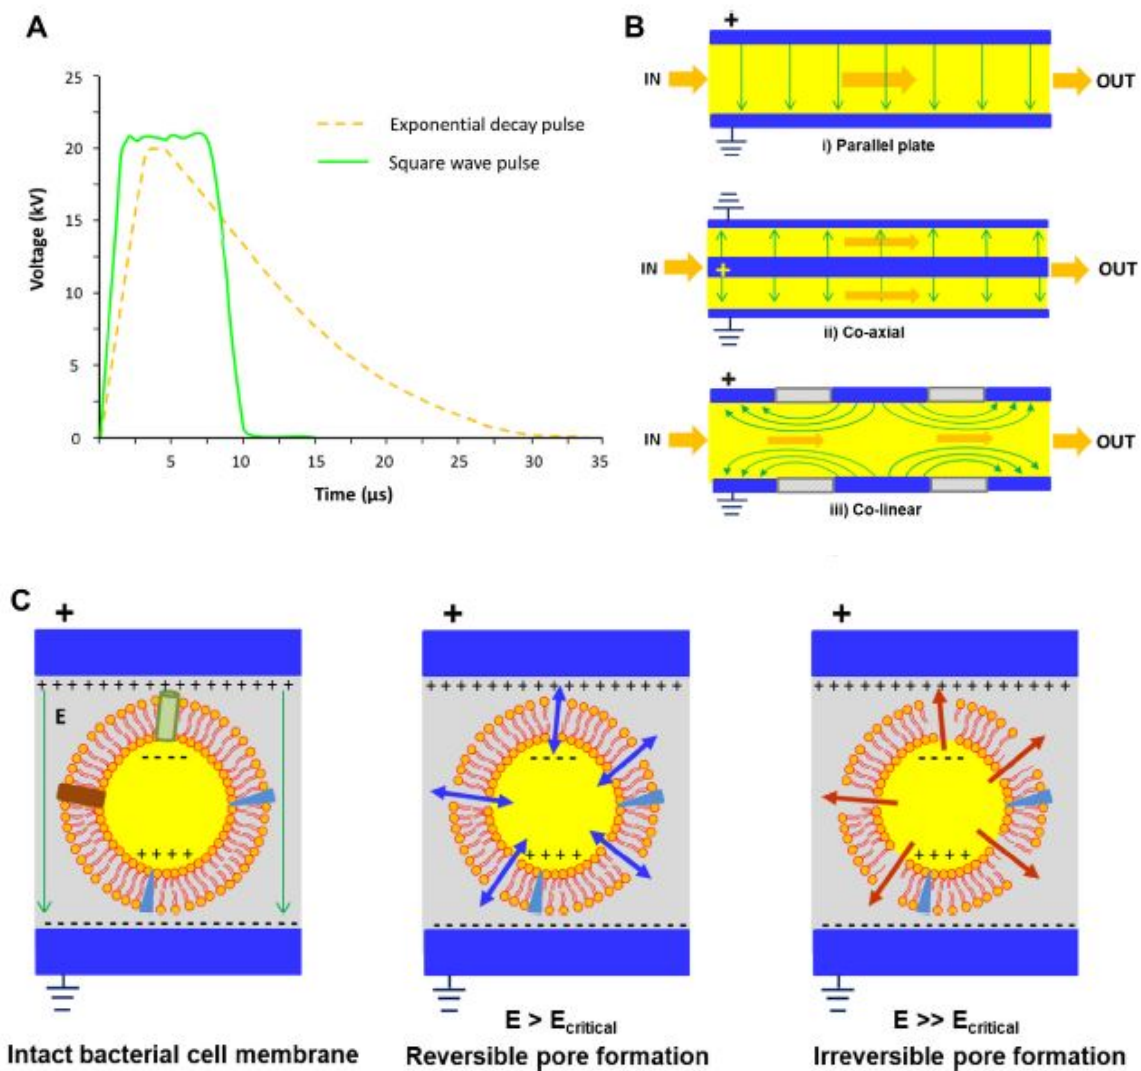 A
25
20
15
10
5
0
Voltage (kV)
5 10 15 20 25 30 35
Time (µs)
Exponential decay pulse
Square wave pulse
B
+
IN
OUT
i) Parallel plate
IN
+
OUT
ii) Co-axial
+
IN
OUT
iii) Co-linear
C
+
+ + + + + + + + + + + + + + + +
E
- - - -
+ + + +
- - - - - - - - - - - - - - - - - - - -
Intact bacterial cell membrane
+
+ + + + + + + + + + + + + + + +
- - - -
+ + + +
- - - - - - - - - - - - - - - - - - - -
E > Ecritical
Reversible pore formation
+
+ + + + + + + + + + + + + + + +
- - - -
+ + + +
- - - - - - - - - - - - - - - - - - - -
E >> Ecritical
Irreversible pore formation